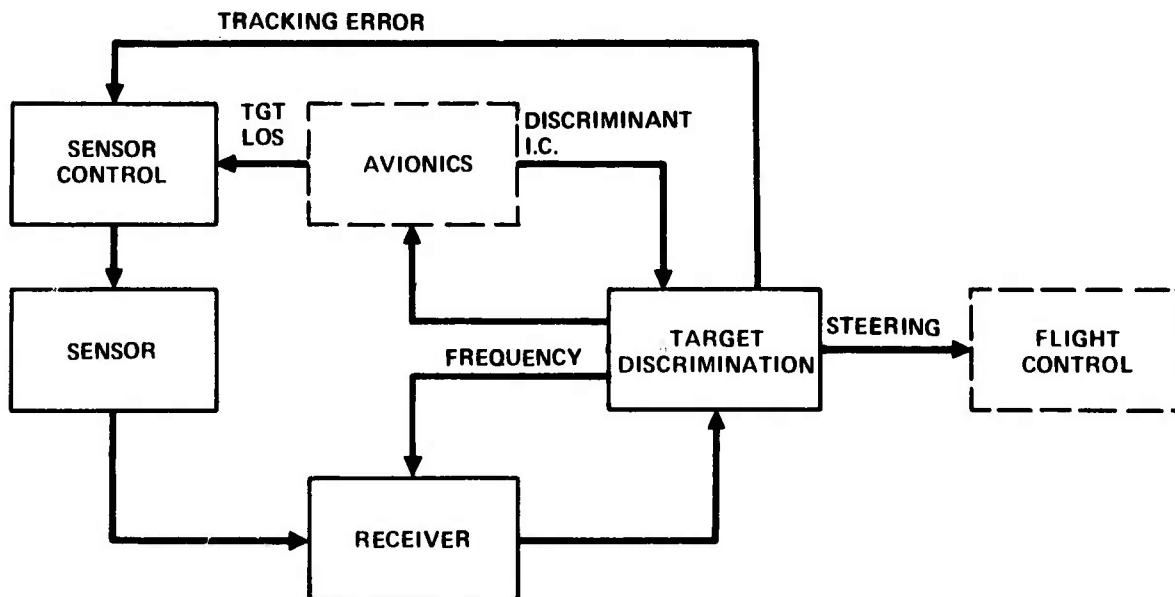 TRACKING ERROR
SENSOR
CONTROL
TGT
LOS
AVIONICS
DISCRIMINANT
I.C.
SENSOR
FREQUENCY
TARGET
DISCRIMINATION
STEERING
FLIGHT
CONTROL
RECEIVER